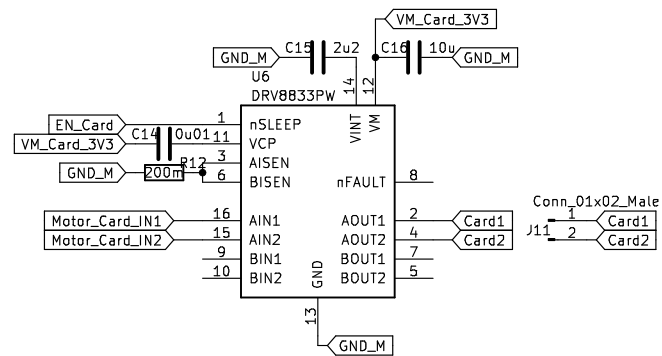 VM_Card_3V3
GND_M C15 2u2 C16 10u GND_M
U6
DRV8833PW
14 12
EN_Card 1 nSLEEP VINT VM
VM_Card_3V3 C14 0u01 11 VCP
GND_M 200m R12 3 AISEN
6 BISEN nFAULT 8
Conn_01x02_Male
Motor_Card_IN1 16 AIN1 AOUT1 2 Card1 1 Card1
Motor_Card_IN2 15 AIN2 AOUT2 4 Card2 J11 2 Card2
9 BIN1 BOUT1 7
10 BIN2 GND BOUT2 5
13
GND_M